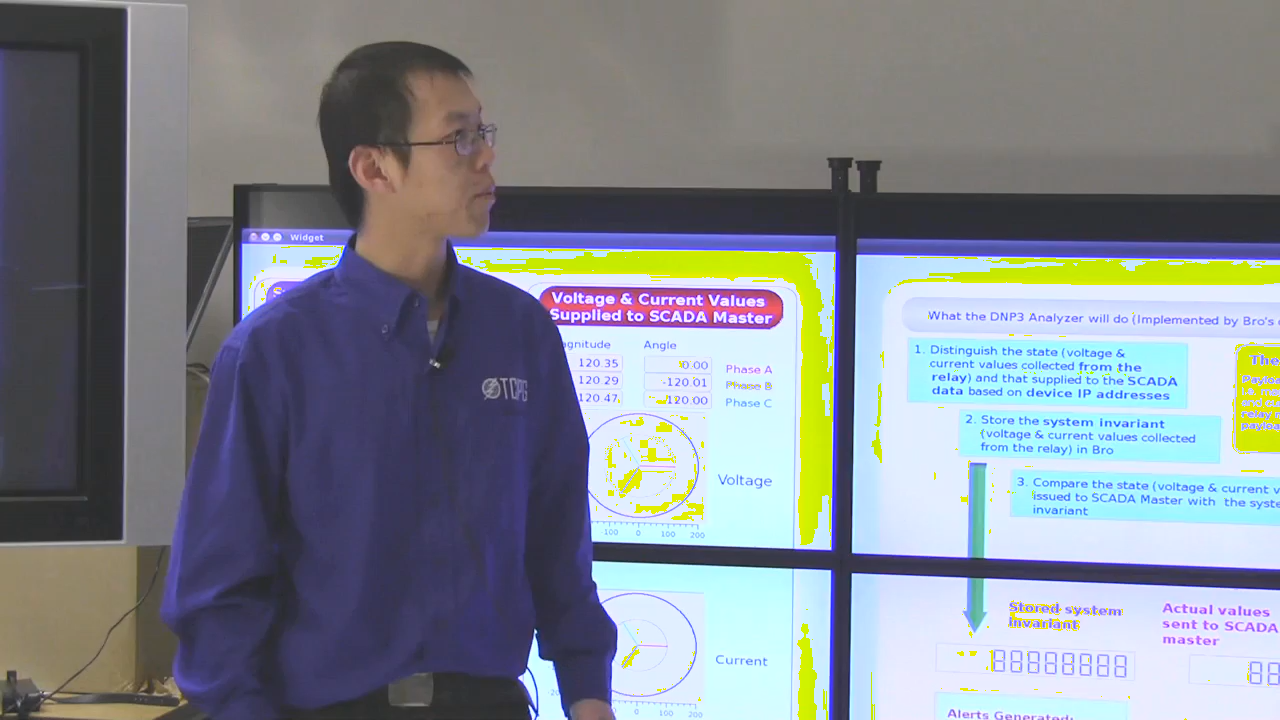 Widget
Voltage & Current Values
Supplied to SCADA Master
Angle
120.35
0.00
Phase A
120.29
-120.01
Phase B
120.47
120.00
Phase C
Voltage
-100
0
100
200
Current
0
100
200
TCIPG
What the DNP3 Analyzer will do (Implemented by Bro's
1. Distinguish the state (voltage &
current values collected from the
relay) and that supplied to the SCADA
data based on device IP addresses
2. Store the system invariant
(voltage & current values collected
from the relay) in Bro
3. Compare the state (voltage & current
issued to SCADA Master with the
invariant
The
relay
Stored system
invariant
Actual values
sent to SCADA
master
88888888
88
Alerts Generated: